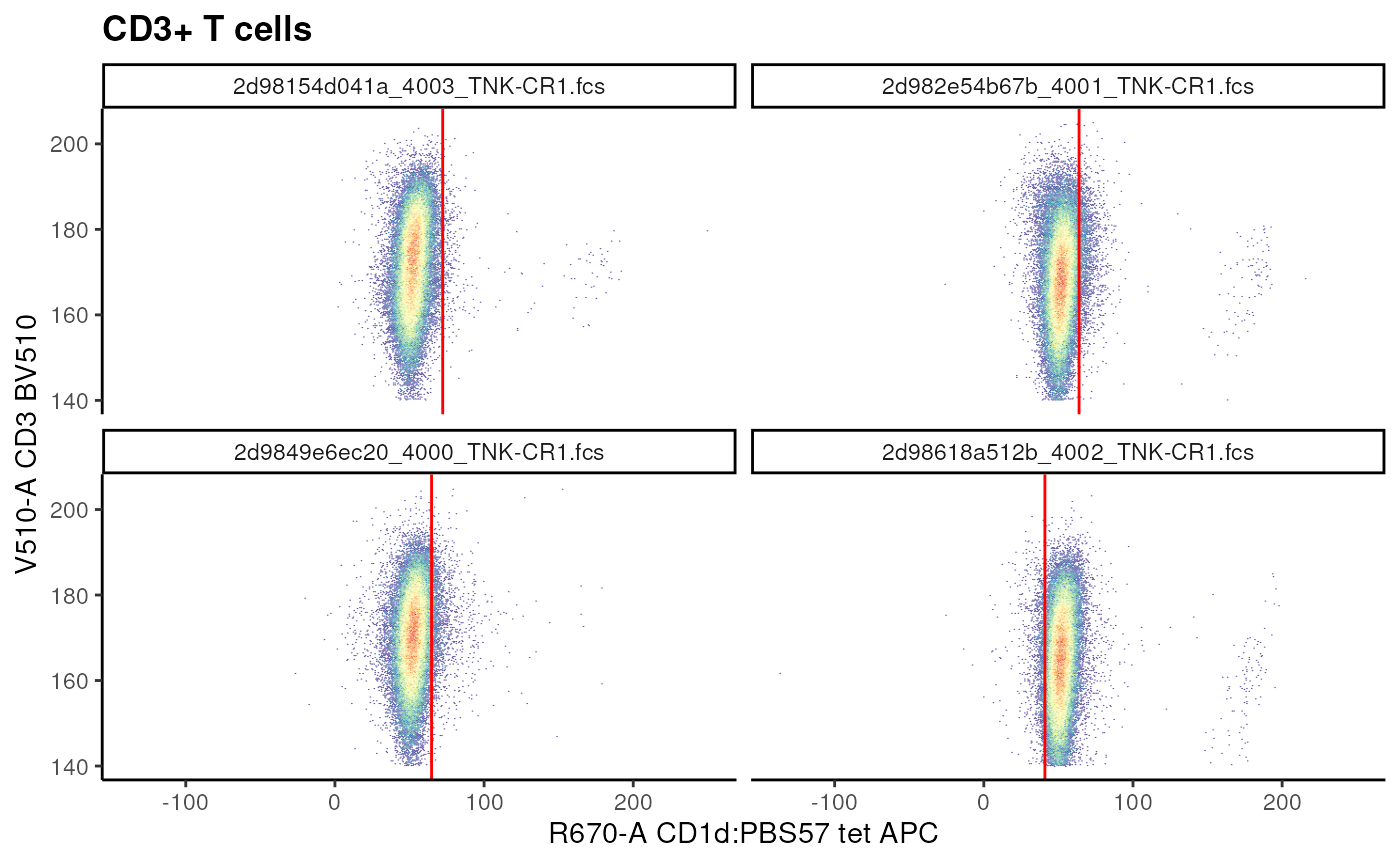 CD3+ T cells
2d98154d041a_4003_TNK-CR1.fcs
2d982e54b67b_4001_TNK-CR1.fcs
200
180
160
140
2d9849e6ec20_4000_TNK-CR1.fcs
2d98618a512b_4002_TNK-CR1.fcs
200
180
160
140
V510-A CD3 BV510
-100
0
100
200
-100
0
100
200
R670-A CD1d:PBS57 tet APC